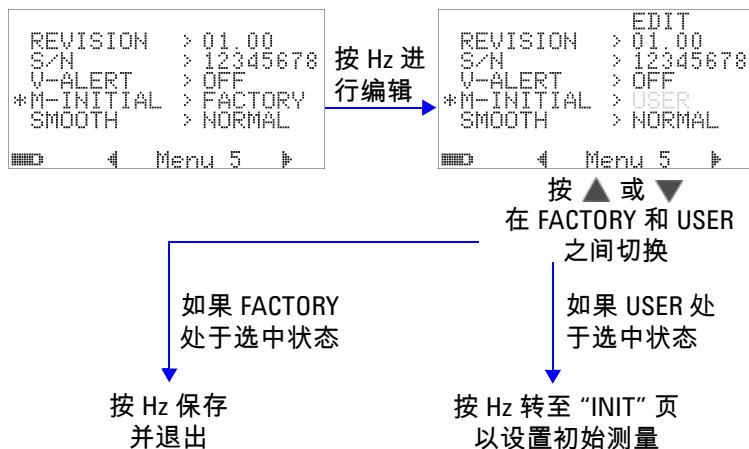 REVISION > 01.00
S/N > 12345678
V-ALERT > OFF
*M-INITIAL > FACTORY
SMOOTH > NORMAL
Menu 5
按 Hz 进
行编辑
EDIT
REVISION > 01.00
S/N > 12345678
V-ALERT > OFF
*M-INITIAL > USER
SMOOTH > NORMAL
Menu 5
按 ▲ 或 ▼
在 FACTORY 和 USER
之间切换
如果 FACTORY
处于选中状态
如果 USER 处
于选中状态
按 Hz 保存
并退出
按 Hz 转至 “INIT” 页
以设置初始测量